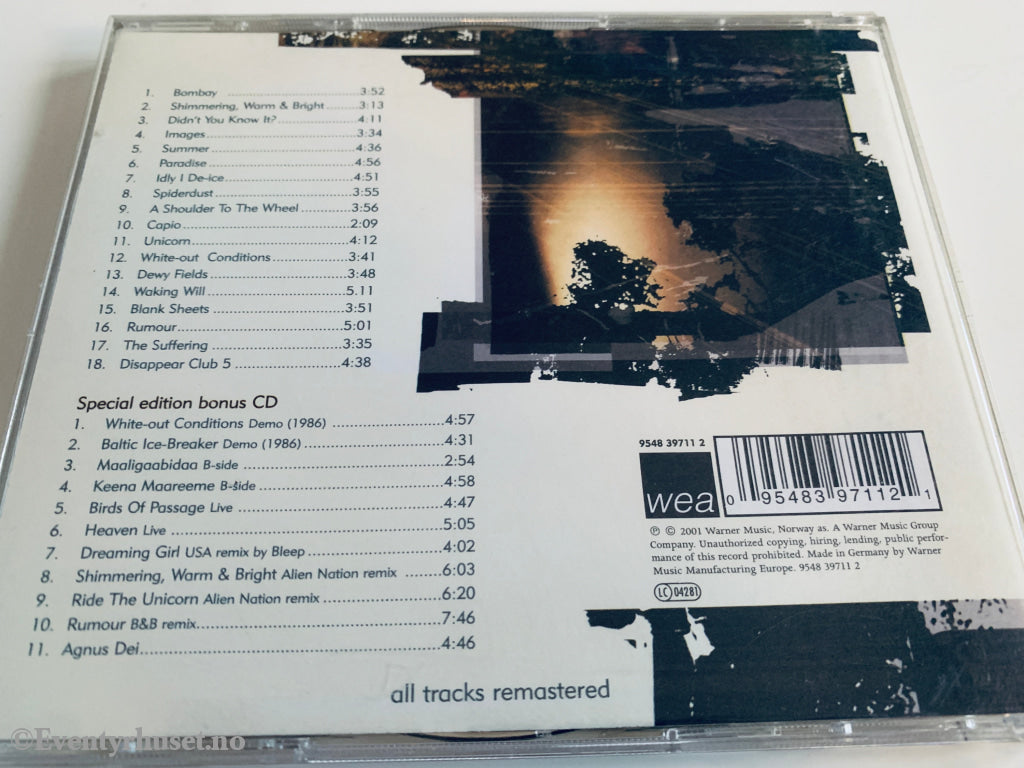 1. Bombay ..... 3:52
2. Shimmering, Warm & Bright ..... 3:13
3. Didn't You Know It? ..... 4:11
4. Images ..... 3:34
5. Summer ..... 4:36
6. Paradise ..... 4:56
7. Idly I De-ice ..... 4:51
8. Spiderdust ..... 3:55
9. A Shoulder To The Wheel ..... 3:56
10. Capio ..... 2:09
11. Unicorn ..... 4:12
12. White-out Conditions ..... 3:41
13. Dewy Fields ..... 3:48
14. Waking Will ..... 5.11
15. Blank Sheets ..... 3:51
16. Rumour ..... 5:01
17. The Suffering ..... 3:35
18. Disappear Club 5 ..... 4:38
Special edition bonus CD
1. White-out Conditions Demo (1986) ..... 4:57
2. Baltic Ice-Breaker Demo (1986) ..... 4:31
3. Maaligaabidaa B-side ..... 2:54
4. Keena Maareeme B-side ..... 4:58
5. Birds Of Passage Live ..... 4:47
6. Heaven Live ..... 5:05
7. Dreaming Girl USA remix by Bleep ..... 4:02
8. Shimmering, Warm & Bright Alien Nation remix ..... 6:03
9. Ride The Unicorn Alien Nation remix ..... 6:20
10. Rumour B&B remix ..... 7:46
11. Agnus Dei ..... 4:46
all tracks remastered
9548 39711 2
wea
0 95483 97112 1
℗ © 2001 Warner Music, Norway as. A Warner Music Group
Company. Unauthorized copying, hiring, lending, public perfor-
mance of this record prohibited. Made in Germany by Warner
Music Manufacturing Europe. 9548 39711 2
LC 04281
©Eventyrhuset.no